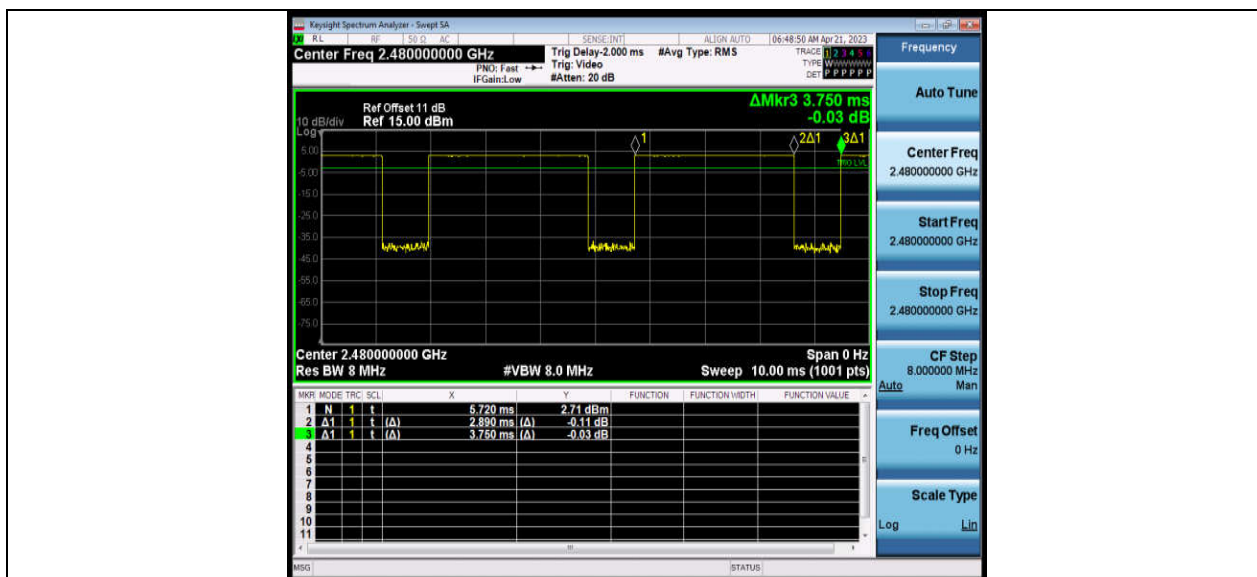 Keysight Spectrum Analyzer - Swept SA
RL RF 50 Ω AC SENSE:INT ALIGN AUTO 06:48:50 AM Apr 21, 2023
Center Freq 2.480000000 GHz
PNO: Fast
IFGain:Low
Trig Delay-2.000 ms
Trig: Video
#Atten: 20 dB
#Avg Type: RMS
TRACE 1 2 3 4 5 6
TYPE WWWWWW
DET P P P P P P
Ref Offset 11 dB
10 dB/div Ref 15.00 dBm
Log
ΔMkr3 3.750 ms
-0.03 dB
5.00
-5.00
-15.0
-25.0
-35.0
-45.0
-55.0
-65.0
-75.0
1
2Δ1
3Δ1
TRIG LVL
Center 2.480000000 GHz Span 0 Hz
Res BW 8 MHz #VBW 8.0 MHz Sweep 10.00 ms (1001 pts)
MKR MODE TRC SCL X Y FUNCTION FUNCTION WIDTH FUNCTION VALUE
1 N 1 t 5.720 ms 2.71 dBm
2 Δ1 1 t (Δ) 2.890 ms (Δ) -0.11 dB
3 Δ1 1 t (Δ) 3.750 ms (Δ) -0.03 dB
4
5
6
7
8
9
10
11
MSG STATUS
Frequency
Auto Tune
Center Freq
2.480000000 GHz
Start Freq
2.480000000 GHz
Stop Freq
2.480000000 GHz
CF Step
8.000000 MHz
Auto Man
Freq Offset
0 Hz
Scale Type
Log Lin